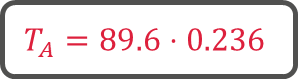 T_A = 89.6 · 0.236